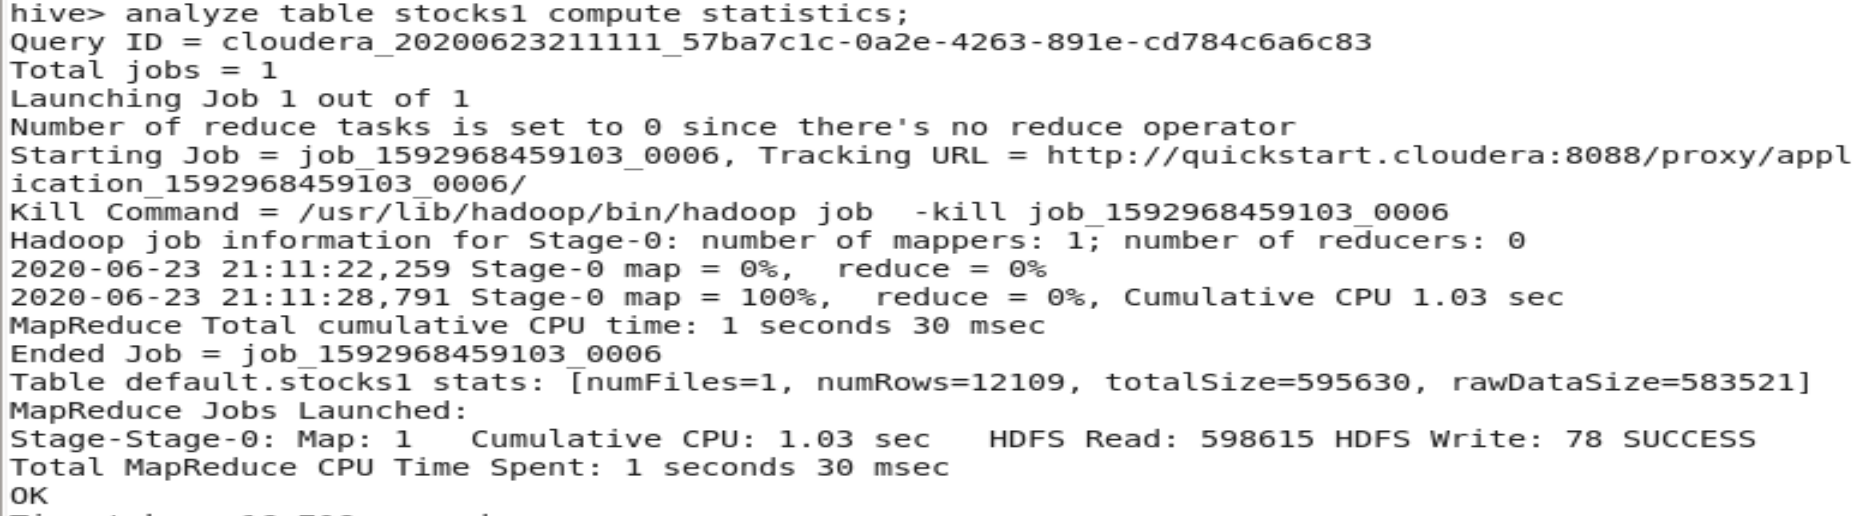 hive> analyze table stocks1 compute statistics;
Query ID = cloudera_20200623211111_57ba7c1c-0a2e-4263-891e-cd784c6a6c83
Total jobs = 1
Launching Job 1 out of 1
Number of reduce tasks is set to 0 since there's no reduce operator
Starting Job = job_1592968459103_0006, Tracking URL = http://quickstart.cloudera:8088/proxy/appl
ication_1592968459103_0006/
Kill Command = /usr/lib/hadoop/bin/hadoop job  -kill job_1592968459103_0006
Hadoop job information for Stage-0: number of mappers: 1; number of reducers: 0
2020-06-23 21:11:22,259 Stage-0 map = 0%,  reduce = 0%
2020-06-23 21:11:28,791 Stage-0 map = 100%,  reduce = 0%, Cumulative CPU 1.03 sec
MapReduce Total cumulative CPU time: 1 seconds 30 msec
Ended Job = job_1592968459103_0006
Table default.stocks1 stats: [numFiles=1, numRows=12109, totalSize=595630, rawDataSize=583521]
MapReduce Jobs Launched:
Stage-Stage-0: Map: 1   Cumulative CPU: 1.03 sec   HDFS Read: 598615 HDFS Write: 78 SUCCESS
Total MapReduce CPU Time Spent: 1 seconds 30 msec
OK